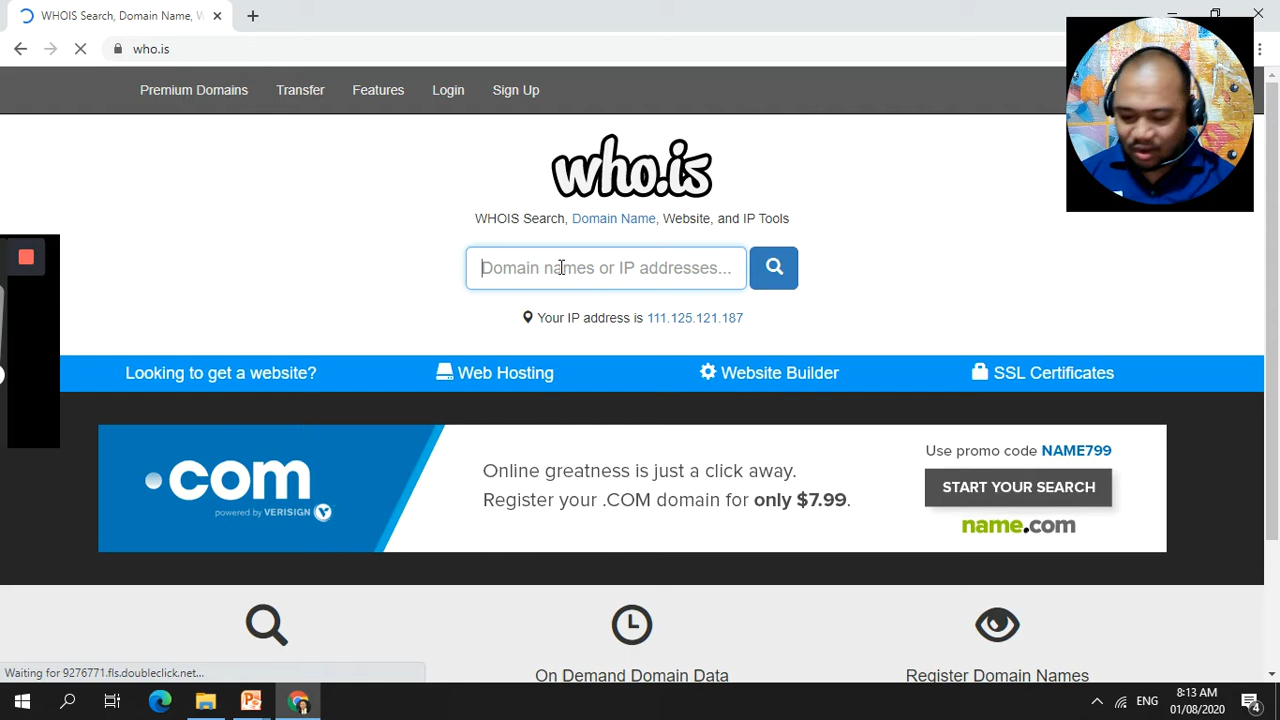 WHOIS Search, Domain Name, W
who.is
Premium Domains Transfer Features Login Sign Up
who.is
WHOIS Search, Domain Name, Website, and IP Tools
Domain names or IP addresses...
Your IP address is 111.125.121.187
Looking to get a website? Web Hosting Website Builder SSL Certificates
.com
powered by VERISIGN
Online greatness is just a click away.
Register your .COM domain for only $7.99.
Use promo code NAME799
START YOUR SEARCH
name.com
On Demand Domain Data
Register Domain Names
Waiting for 9276771.fls.doubleclick.net...
ENG
8:13 AM
01/08/2020
4